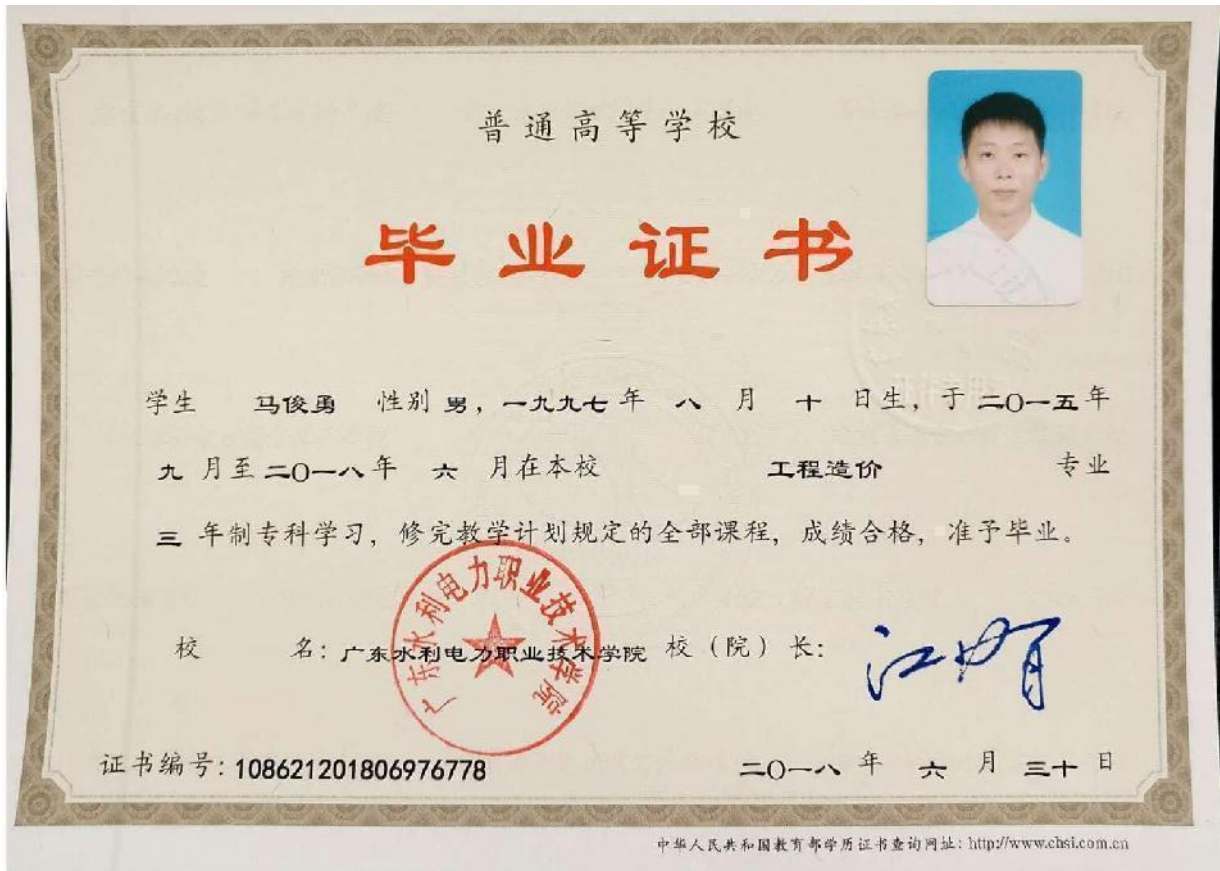 普通高等学校
毕业证书
学生 马俊勇 性别 男，一九九七年 八 月 十 日生，于二〇一五年
九 月至二〇一八年 六 月在本校 工程造价 专业
三 年制专科学习，修完教学计划规定的全部课程，成绩合格，准予毕业。
广东水利电力职业技术学院
校 名：广东水利电力职业技术学院 校（院）长：
证书编号：108621201806976778 二〇一八 年 六 月 三十 日
中华人民共和国教育部学历证书查询网址：http://www.chsi.com.cn